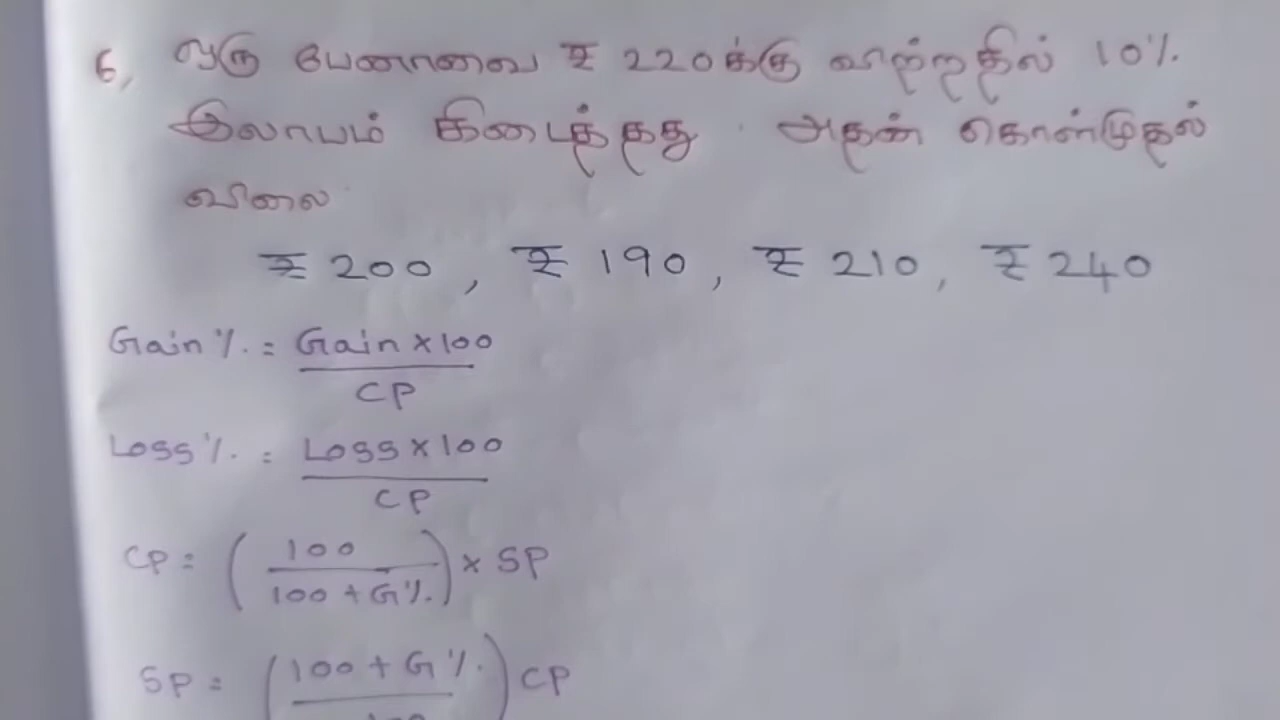 6, ஒரு பேனாவை ₹ 220க்கு விற்றதில் 10%
இலாபம் கிடைத்தது. அதன் கொள்முதல்
விலை
₹ 200, ₹ 190, ₹ 210, ₹ 240
Gain % = Gain × 100
CP
Loss % = Loss × 100
CP
CP = (100 / 100 + G%) × SP
SP = (100 + G% / 100) CP